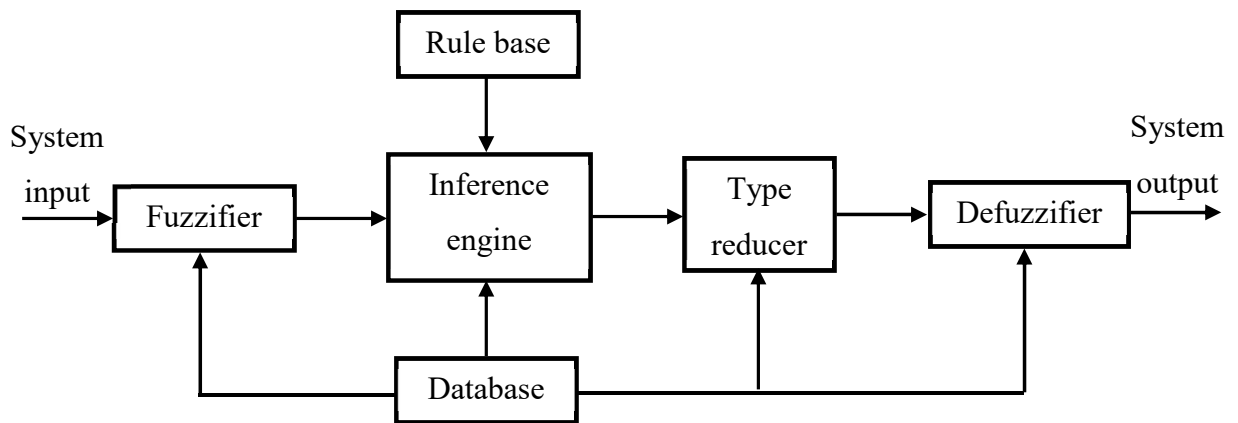 Rule base
System
input
Fuzzifier
Inference
engine
Type
reducer
Defuzzifier
System
output
Database